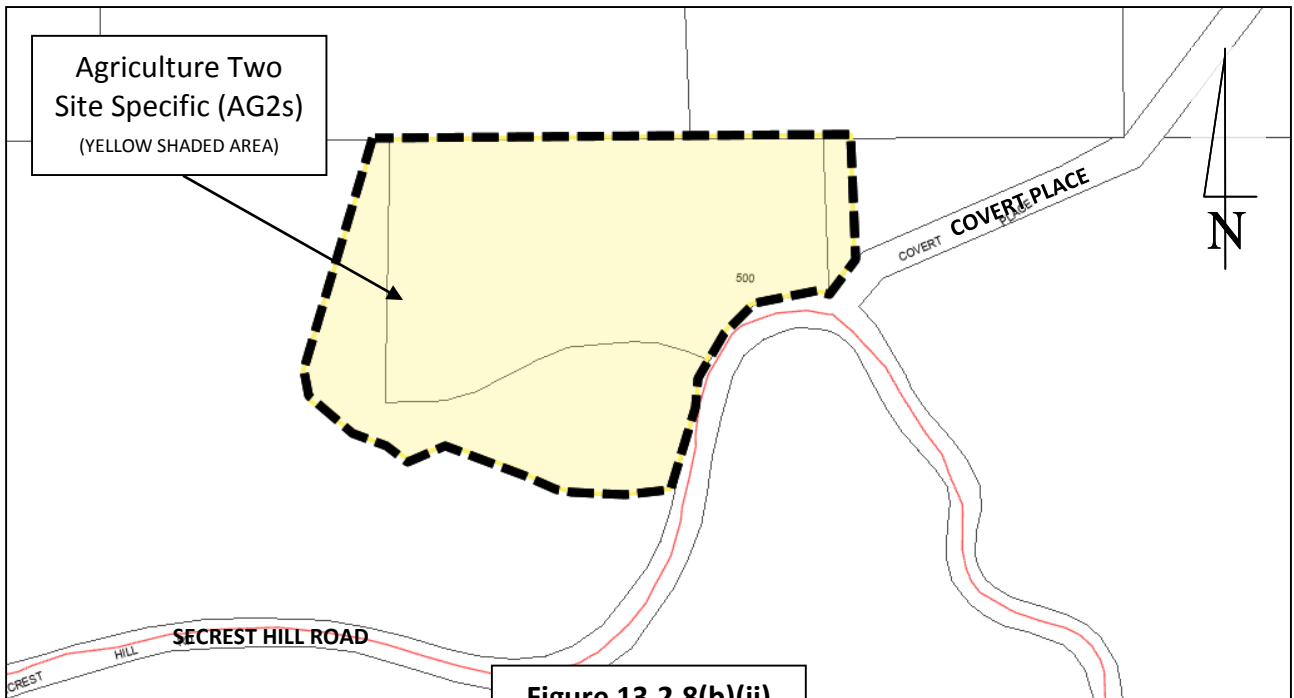 Agriculture Two
Site Specific (AG2s)
(YELLOW SHADED AREA)
COVERT PLACE
COVERT PLACE
N
500
SECREST HILL ROAD
HILL
CREST
Figure 13.2.8(b)(ii)